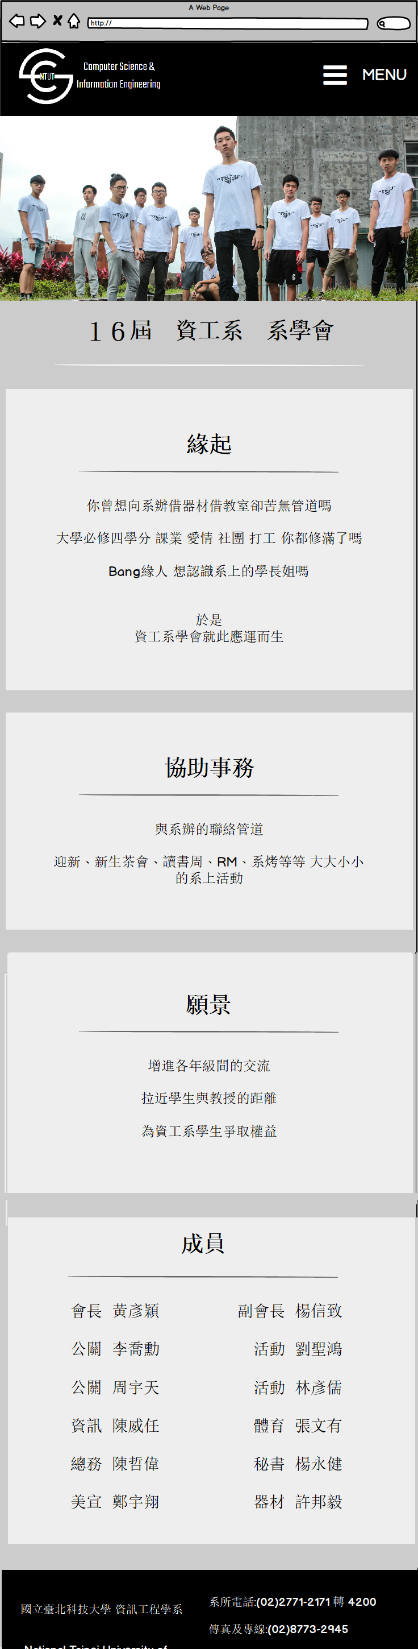 A Web Page
http://
NTUT
Computer Science &
Information Engineering
MENU
１６屆　資工系　系學會
緣起
你曾想向系辦借器材借教室卻苦無管道嗎
大學必修四學分 課業 愛情 社團 打工 你都修滿了嗎
Bang緣人 想認識系上的學長姐嗎
於是
資工系學會就此應運而生
協助事務
與系辦的聯絡管道
迎新、新生茶會、讀書周、RM、系烤等等 大大小小
的系上活動
願景
增進各年級間的交流
拉近學生與教授的距離
為資工系學生爭取權益
成員
會長 黃彥穎 副會長 楊信致
公關 李喬勳 活動 劉聖鴻
公關 周宇天 活動 林彥儒
資訊 陳威任 體育 張文有
總務 陳哲偉 秘書 楊永健
美宣 鄭宇翔 器材 許邦毅
系所電話:(02)2771-2171 轉 4200
國立臺北科技大學 資訊工程學系
傳真及專線:(02)8773-2945
National Taipei University of